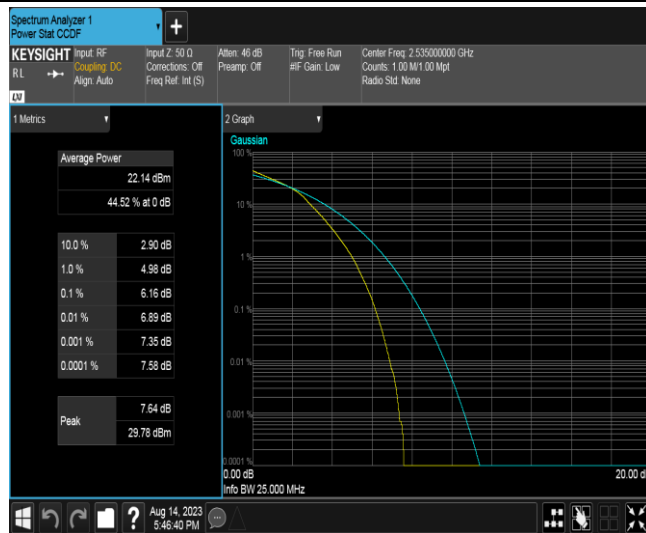 Spectrum Analyzer 1
Power Stat CCDF
+
KEYSIGHT
RL
Input: RF
Coupling: DC
Align: Auto
Input Z: 50 Ω
Corrections: Off
Freq Ref: Int (S)
Atten: 46 dB
Preamp: Off
Trig: Free Run
#IF Gain: Low
Center Freq: 2.535000000 GHz
Counts: 1.00 M/1.00 Mpt
Radio Std: None
1 Metrics
Average Power
22.14 dBm
44.52 % at 0 dB
10.0 % 2.90 dB
1.0 % 4.98 dB
0.1 % 6.16 dB
0.01 % 6.89 dB
0.001 % 7.35 dB
0.0001 % 7.58 dB
Peak
7.64 dB
29.78 dBm
2 Graph
Gaussian
100 %
10 %
1 %
0.1 %
0.01 %
0.001 %
0.0001 %
0.00 dB
20.00 d
Info BW 25.000 MHz
?
Aug 14, 2023
5:46:40 PM